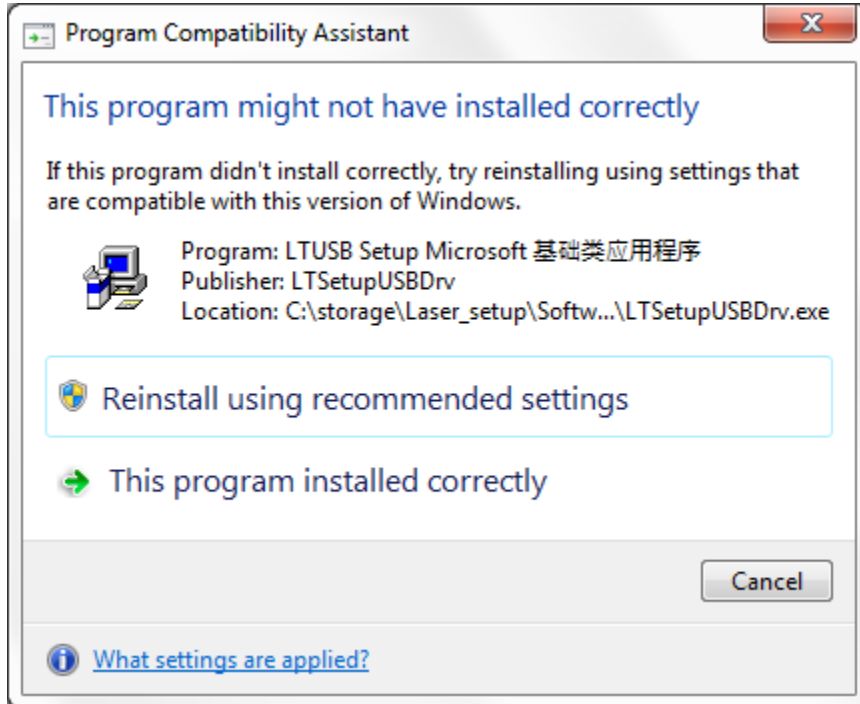 Program Compatibility Assistant
This program might not have installed correctly
If this program didn't install correctly, try reinstalling using settings that
are compatible with this version of Windows.
Program: LTUSB Setup Microsoft 基础类应用程序
Publisher: LTSetupUSBDrv
Location: C:\storage\Laser_setup\Softw...\LTSetupUSBDrv.exe
Reinstall using recommended settings
This program installed correctly
Cancel
What settings are applied?